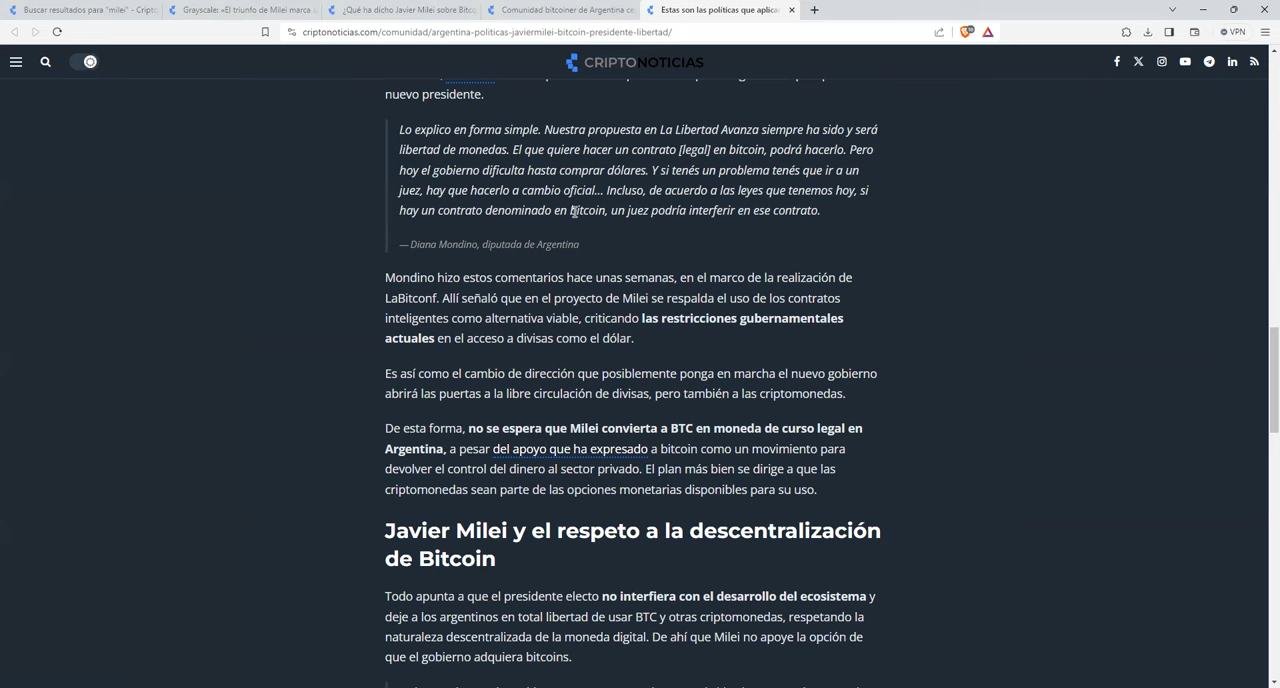 Buscar resultados para "milei" - Cripto
Grayscale: «El triunfo de Milei marca u
¿Qué ha dicho Javier Milei sobre Bitco
Comunidad bitcoiner de Argentina ce
Estas son las políticas que aplica
criptonoticias.com/comunidad/argentina-politicas-javiermilei-bitcoin-presidente-libertad/
VPN
CRIPTONOTICIAS
nuevo presidente.
Lo explico en forma simple. Nuestra propuesta en La Libertad Avanza siempre ha sido y será
libertad de monedas. El que quiere hacer un contrato [legal] en bitcoin, podrá hacerlo. Pero
hoy el gobierno dificulta hasta comprar dólares. Y si tenés un problema tenés que ir a un
juez, hay que hacerlo a cambio oficial… Incluso, de acuerdo a las leyes que tenemos hoy, si
hay un contrato denominado en bitcoin, un juez podría interferir en ese contrato.
— Diana Mondino, diputada de Argentina
Mondino hizo estos comentarios hace unas semanas, en el marco de la realización de
LaBitconf. Allí señaló que en el proyecto de Milei se respalda el uso de los contratos
inteligentes como alternativa viable, criticando las restricciones gubernamentales
actuales en el acceso a divisas como el dólar.
Es así como el cambio de dirección que posiblemente ponga en marcha el nuevo gobierno
abrirá las puertas a la libre circulación de divisas, pero también a las criptomonedas.
De esta forma, no se espera que Milei convierta a BTC en moneda de curso legal en
Argentina, a pesar del apoyo que ha expresado a bitcoin como un movimiento para
devolver el control del dinero al sector privado. El plan más bien se dirige a que las
criptomonedas sean parte de las opciones monetarias disponibles para su uso.
Javier Milei y el respeto a la descentralización
de Bitcoin
Todo apunta a que el presidente electo no interfiera con el desarrollo del ecosistema y
deje a los argentinos en total libertad de usar BTC y otras criptomonedas, respetando la
naturaleza descentralizada de la moneda digital. De ahí que Milei no apoye la opción de
que el gobierno adquiera bitcoins.